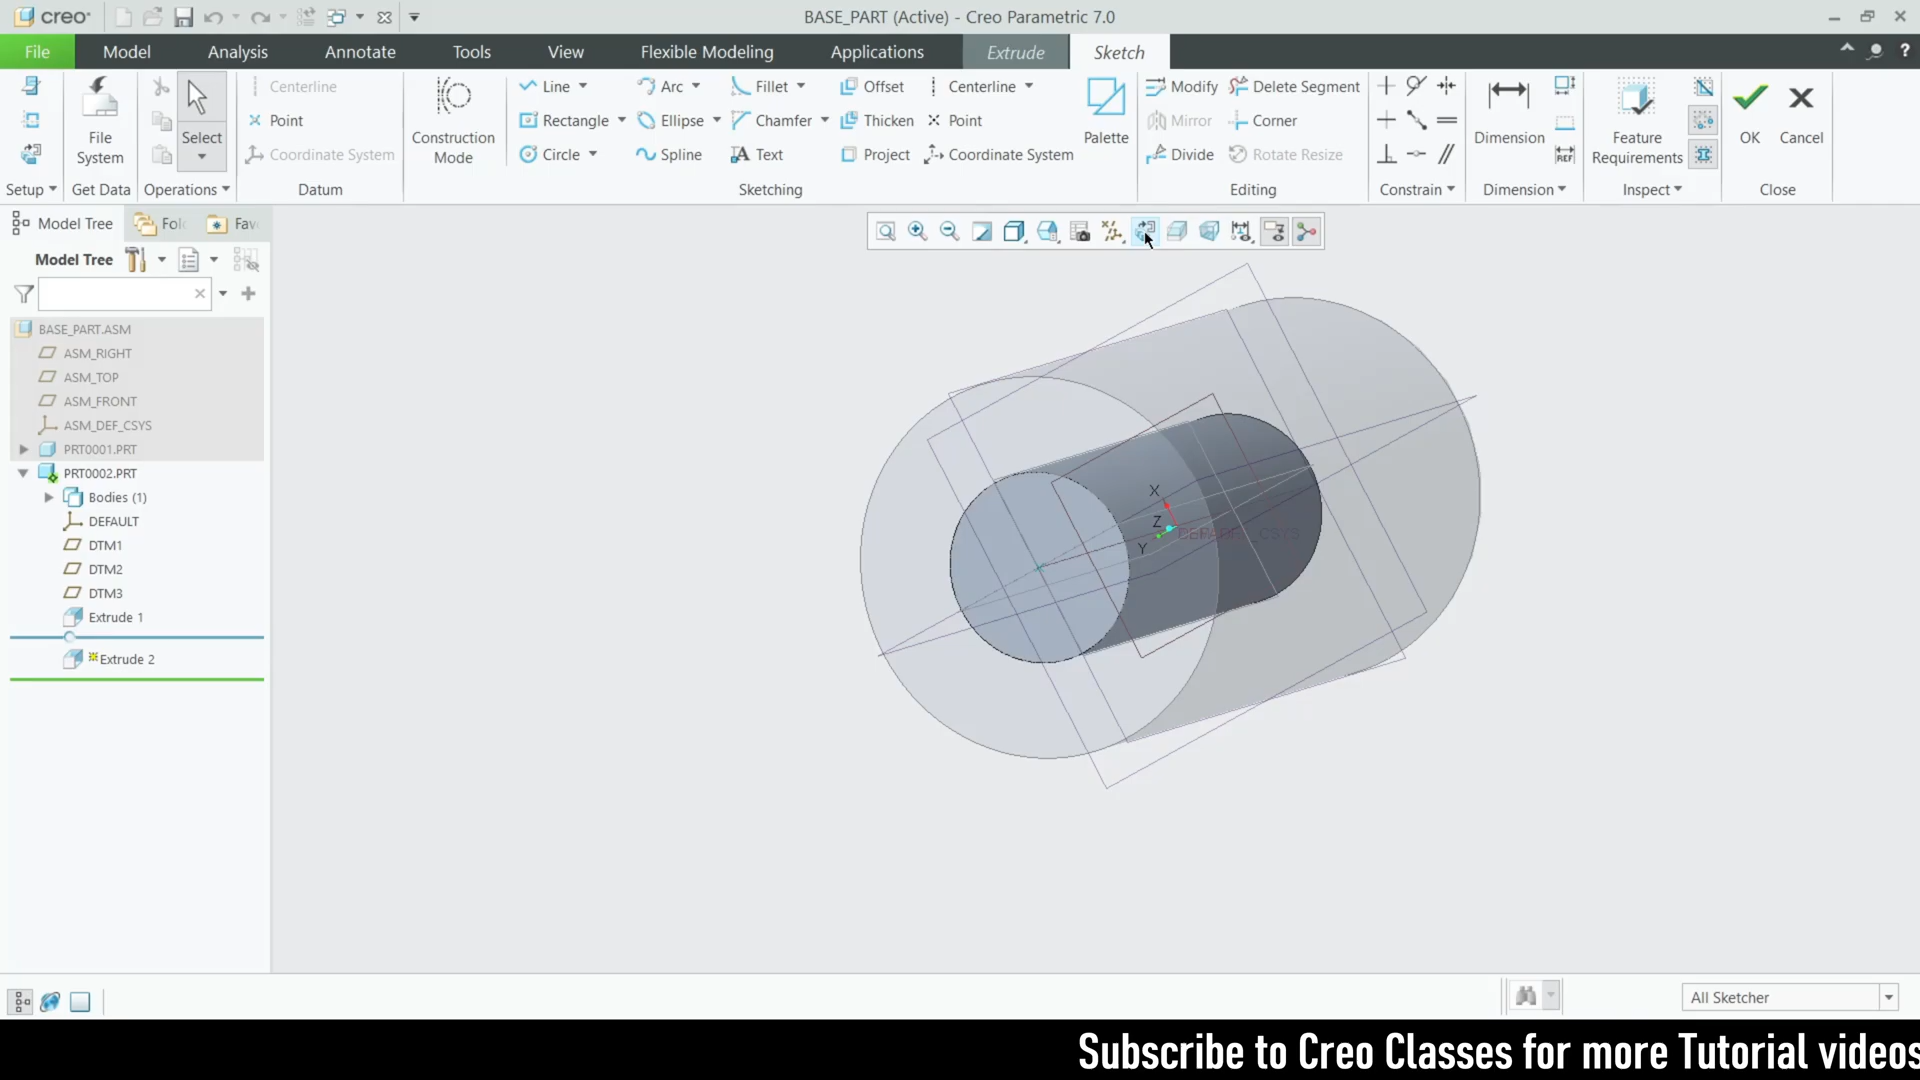 creo
BASE_PART (Active) - Creo Parametric 7.0
File Model Analysis Annotate Tools View Flexible Modeling Applications Extrude Sketch
Centerline Line Arc Fillet Offset Centerline Modify Delete Segment
Point Rectangle Ellipse Chamfer Thicken Point Mirror Corner
Coordinate System Circle Spline Text Project Coordinate System Divide Rotate Resize
File System
Select
Construction Mode
Palette
Dimension
REF
Feature Requirements
OK
Cancel
Setup Get Data Operations Datum Sketching Editing Constrain Dimension Inspect Close
Model Tree Fol Fav
Model Tree
BASE_PART.ASM
ASM_RIGHT
ASM_TOP
ASM_FRONT
ASM_DEF_CSYS
PRT0001.PRT
PRT0002.PRT
Bodies (1)
DEFAULT
DTM1
DTM2
DTM3
Extrude 1
Extrude 2
X
Z
Y
All Sketcher
Subscribe to Creo Classes for more Tutorial videos